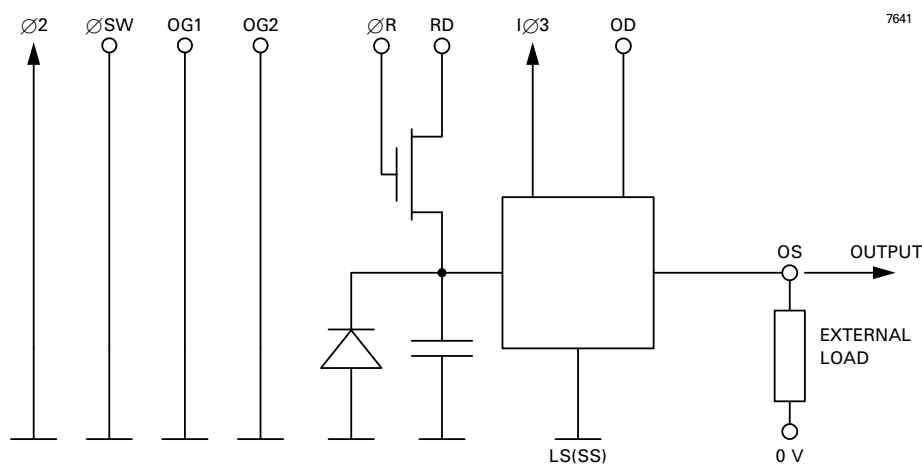 7641
∅2 ∅SW OG1 OG2 ∅R RD I∅3 OD
OS OUTPUT
EXTERNAL
LOAD
LS(SS) 0 V